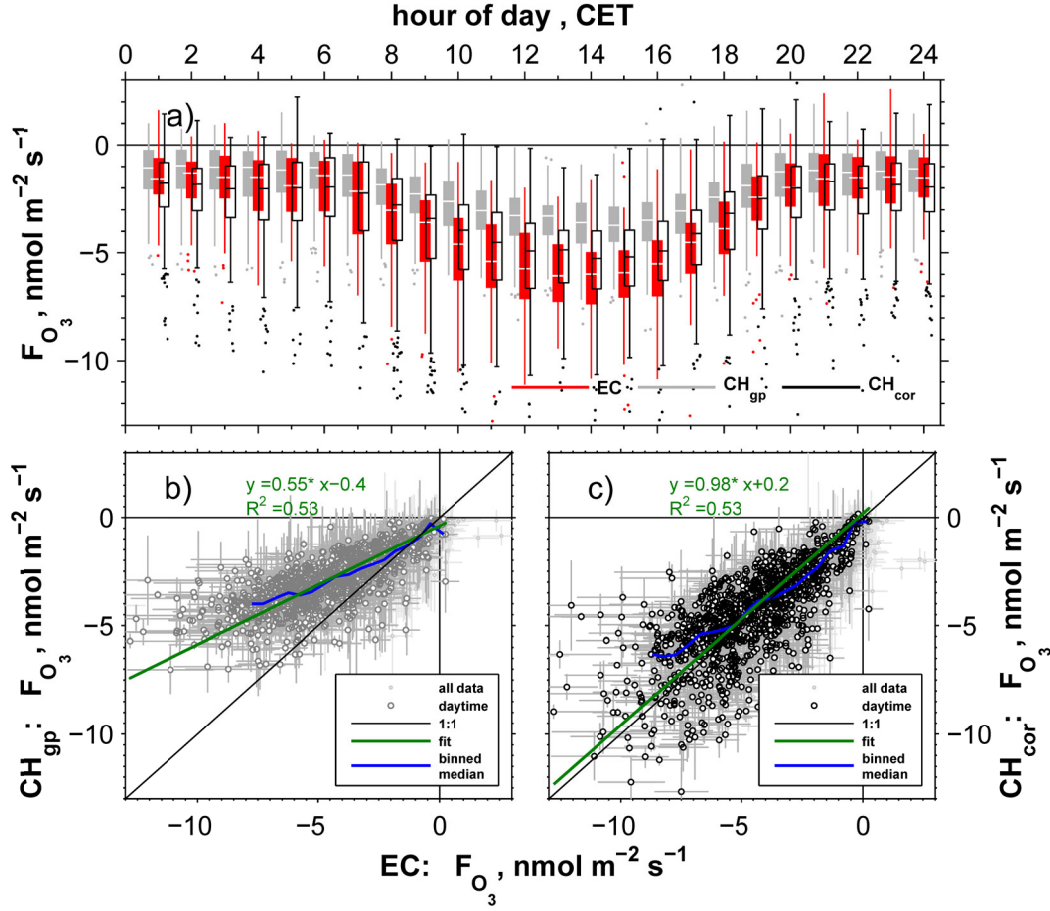 hour of day , CET
0 2 4 6 8 10 12 14 16 18 20 22 24
a)
F_O3, nmol m−2 s−1
0
−5
−10
EC CHgp CHcor
b)
y =0.55* x−0.4
R2 =0.53
c)
y =0.98* x+0.2
R2 =0.53
CHgp: FO3, nmol m−2 s−1
0
−5
−10
all data
daytime
1:1
fit
binned
median
all data
daytime
1:1
fit
binned
median
0
−5
−10
CHcor: FO3, nmol m−2 s−1
−10 −5 0
−10 −5 0
EC: FO3, nmol m−2 s−1